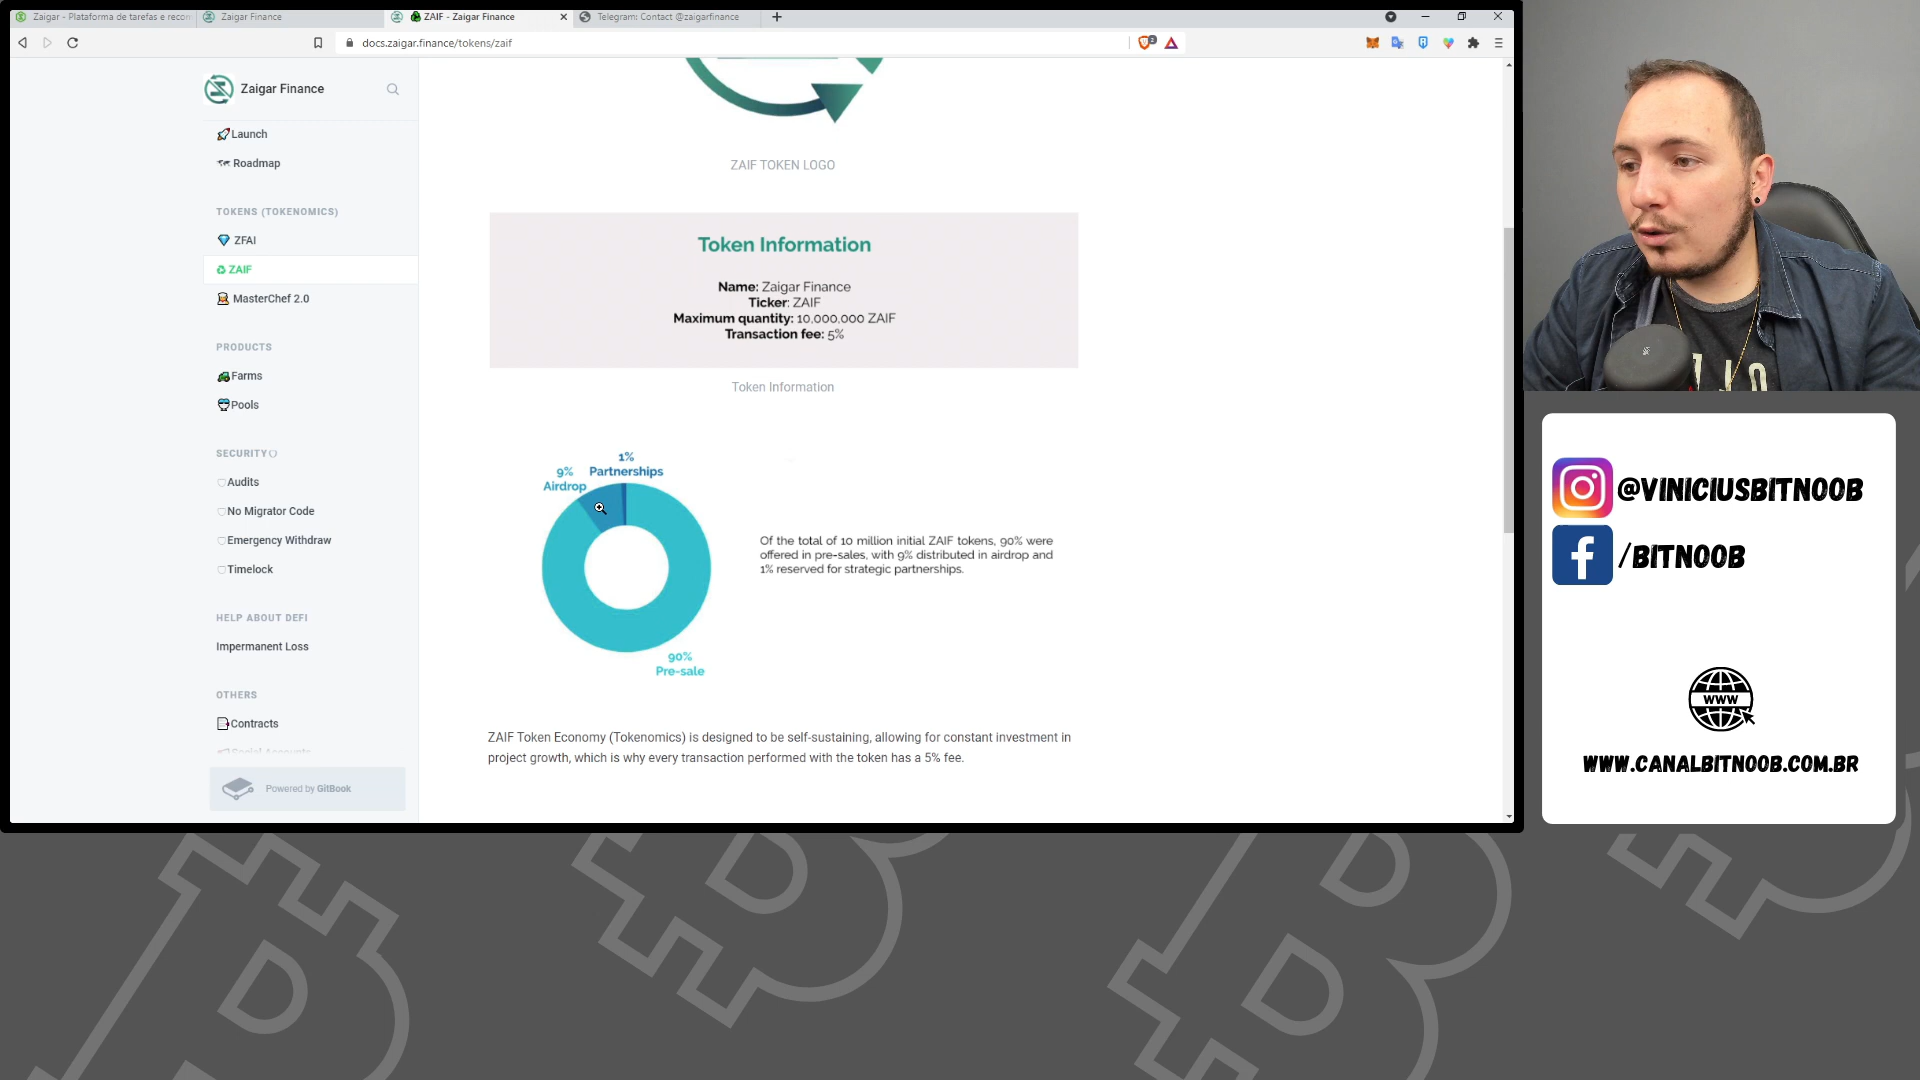 Zaigar - Plataforma de tarefas e recom
Zaigar Finance
ZAIF - Zaigar Finance
Telegram: Contact @zaigarfinance
docs.zaigar.finance/tokens/zaif
2
Zaigar Finance
Launch
Roadmap
TOKENS (TOKENOMICS)
ZFAI
ZAIF
MasterChef 2.0
PRODUCTS
Farms
Pools
SECURITY
Audits
No Migrator Code
Emergency Withdraw
Timelock
HELP ABOUT DEFI
Impermanent Loss
OTHERS
Contracts
Social Accounts
Powered by GitBook
ZAIF TOKEN LOGO
Token Information
Name: Zaigar Finance
Ticker: ZAIF
Maximum quantity: 10,000,000 ZAIF
Transaction fee: 5%
Token Information
1%
Partnerships
9%
Airdrop
90%
Pre-sale
Of the total of 10 million initial ZAIF tokens, 90% were
offered in pre-sales, with 9% distributed in airdrop and
1% reserved for strategic partnerships.
ZAIF Token Economy (Tokenomics) is designed to be self-sustaining, allowing for constant investment in
project growth, which is why every transaction performed with the token has a 5% fee.
@VINICIUSBITNOOB
/BITNOOB
WWW
WWW.CANALBITNOOB.COM.BR